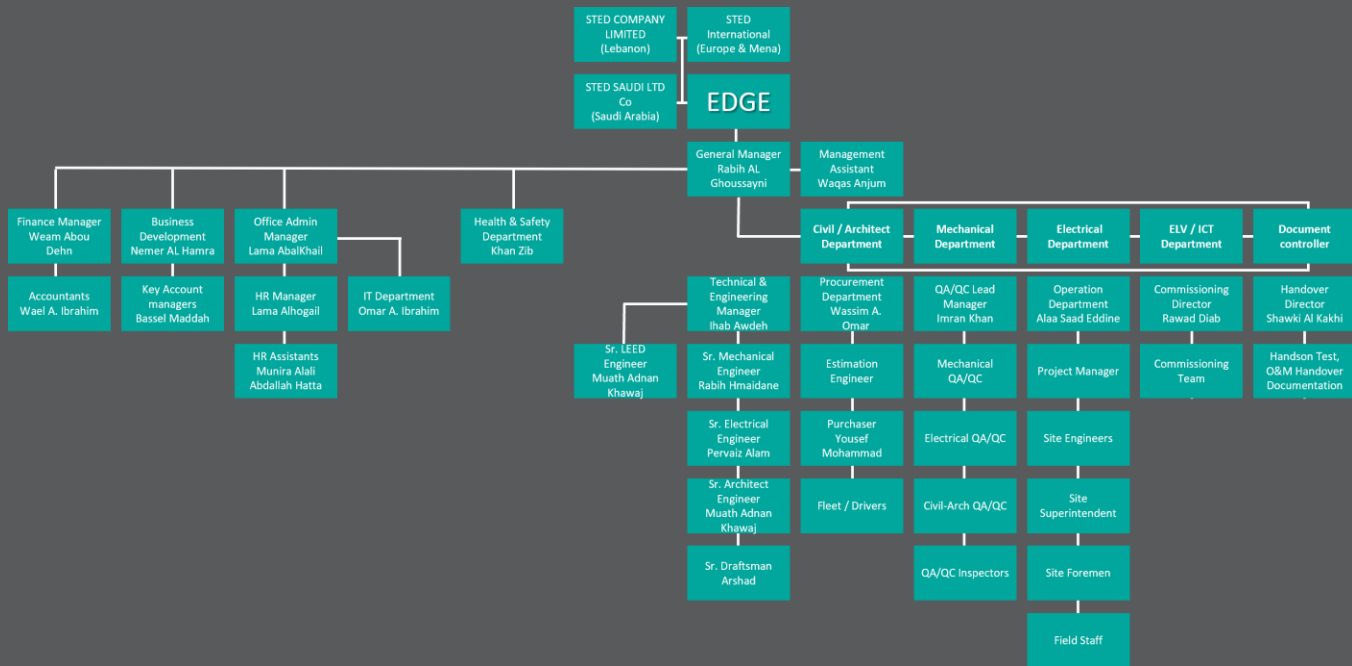 STED COMPANY
LIMITED
(Lebanon)
STED
International
(Europe & Mena)
STED SAUDI LTD
Co
(Saudi Arabia)
EDGE
General Manager
Rabih AL
Ghoussayni
Management
Assistant
Waqas Anjum
Finance Manager
Weam Abou
Dehn
Business
Development
Nemer AL Hamra
Office Admin
Manager
Lama AbalKhail
Health & Safety
Department
Khan Zib
Civil / Architect
Department
Mechanical
Department
Electrical
Department
ELV / ICT
Department
Document
controller
Accountants
Wael A. Ibrahim
Key Account
managers
Bassel Maddah
HR Manager
Lama Alhogail
IT Department
Omar A. Ibrahim
Technical &
Engineering
Manager
Ihab Awdeh
Procurement
Department
Wassim A.
Omar
QA/QC Lead
Manager
Imran Khan
Operation
Department
Alaa Saad Eddine
Commissioning
Director
Rawad Diab
Handover
Director
Shawki Al Kakhi
HR Assistants
Munira Alali
Abdallah Hatta
Sr. LEED
Engineer
Muath Adnan
Khawaj
Sr. Mechanical
Engineer
Rabih Hmaidane
Estimation
Engineer
Mechanical
QA/QC
Project Manager
Commissioning
Team
Handson Test,
O&M Handover
Documentation
Sr. Electrical
Engineer
Pervaiz Alam
Purchaser
Yousef
Mohammad
Electrical QA/QC
Site Engineers
Sr. Architect
Engineer
Muath Adnan
Khawaj
Fleet / Drivers
Civil-Arch QA/QC
Site
Superintendent
Sr. Draftsman
Arshad
QA/QC Inspectors
Site Foremen
Field Staff